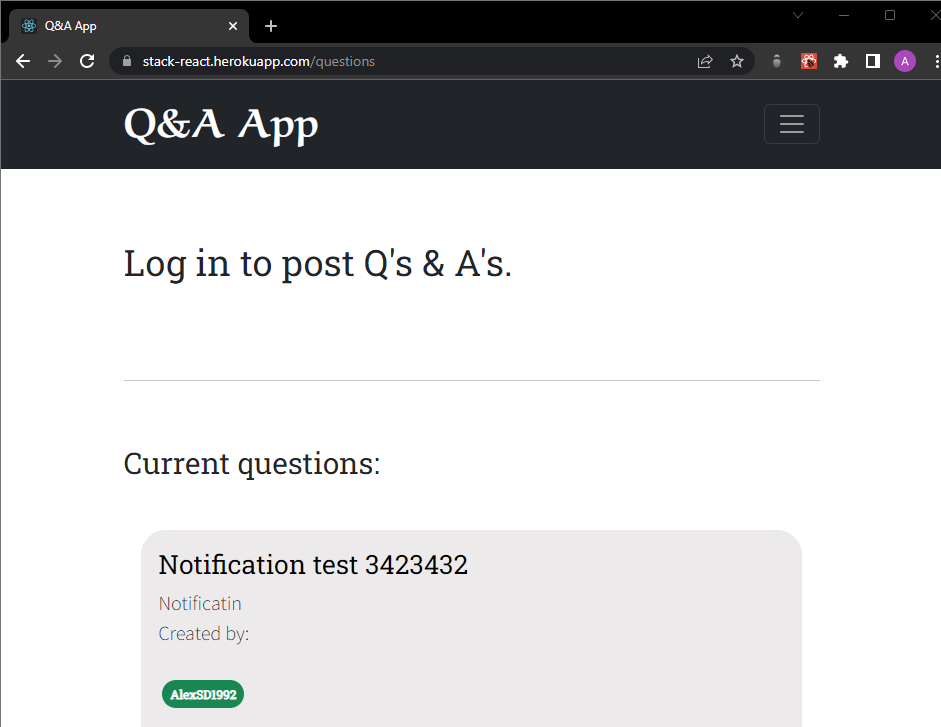 Q&A App
stack-react.herokuapp.com/questions
A
Q&A App
Log in to post Q's & A's.
Current questions:
Notification test 3423432
Notificatin
Created by:
AlexSD1992